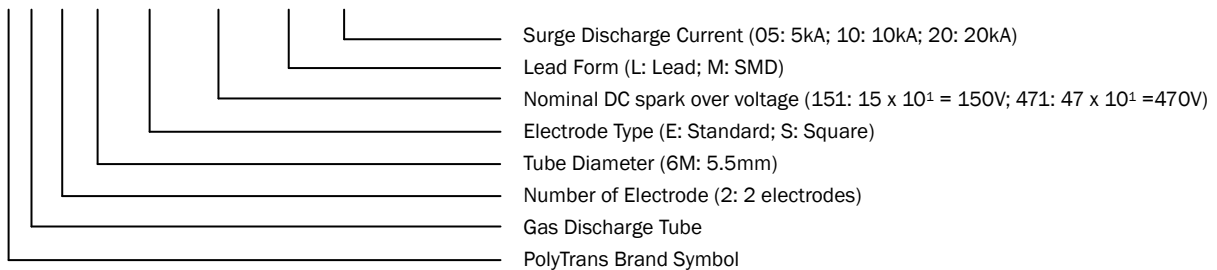 Surge Discharge Current (05: 5kA; 10: 10kA; 20: 20kA)
Lead Form (L: Lead; M: SMD)
Nominal DC spark over voltage (151: 15 x 10¹ = 150V; 471: 47 x 10¹ =470V)
Electrode Type (E: Standard; S: Square)
Tube Diameter (6M: 5.5mm)
Number of Electrode (2: 2 electrodes)
Gas Discharge Tube
PolyTrans Brand Symbol